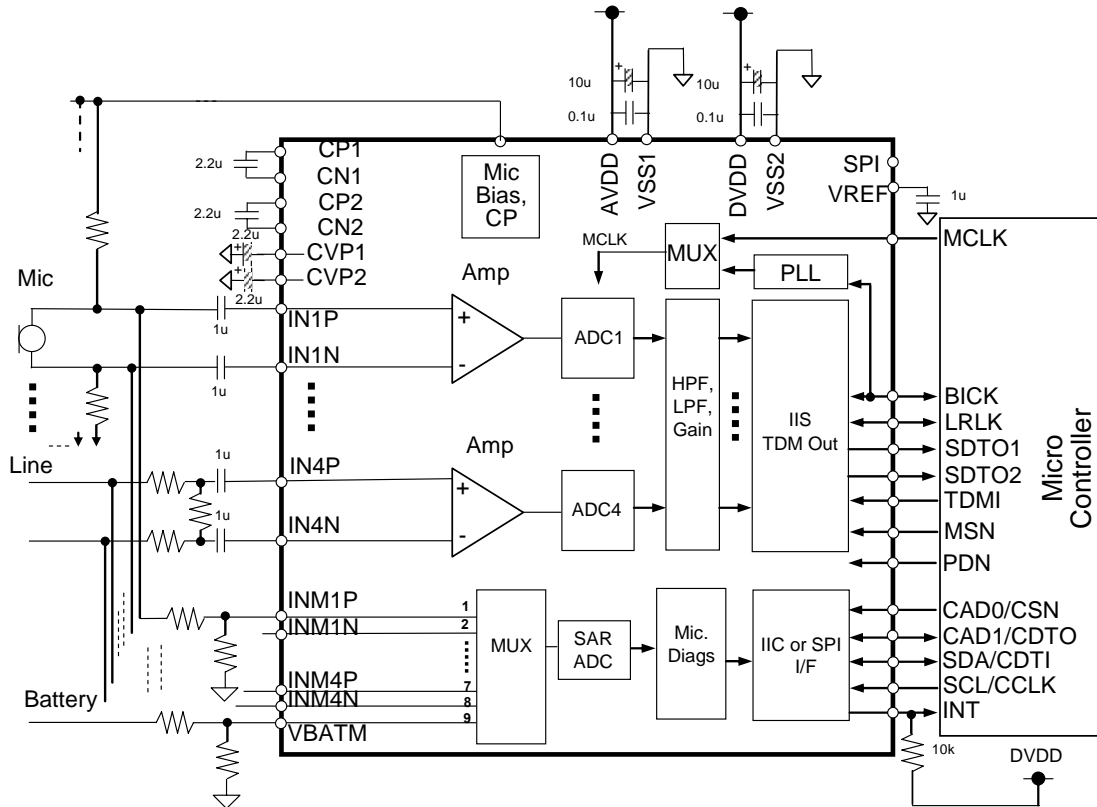 10u
+
0.1u
10u
+
0.1u
AVDD
VSS1
DVDD
VSS2
SPI
VREF
1u
2.2u
CP1
CN1
2.2u
CP2
CN2
2.2u
+
CVP1
+
CVP2
2.2u
Mic
Bias,
CP
Mic
1u
IN1P
IN1N
1u
Amp
+
-
MCLK
MUX
PLL
ADC1
HPF,
LPF,
Gain
IIS
TDM Out
Line
1u
IN4P
1u
IN4N
Amp
+
-
ADC4
MCLK
BICK
LRLK
SDTO1
SDTO2
TDMI
MSN
PDN
CAD0/CSN
CAD1/CDTO
SDA/CDTI
SCL/CCLK
INT
Micro
Controller
INM1P
INM1N
INM4P
INM4N
VBATM
Battery
1
2
7
8
9
MUX
SAR
ADC
Mic.
Diags
IIC or SPI
I/F
10k
DVDD